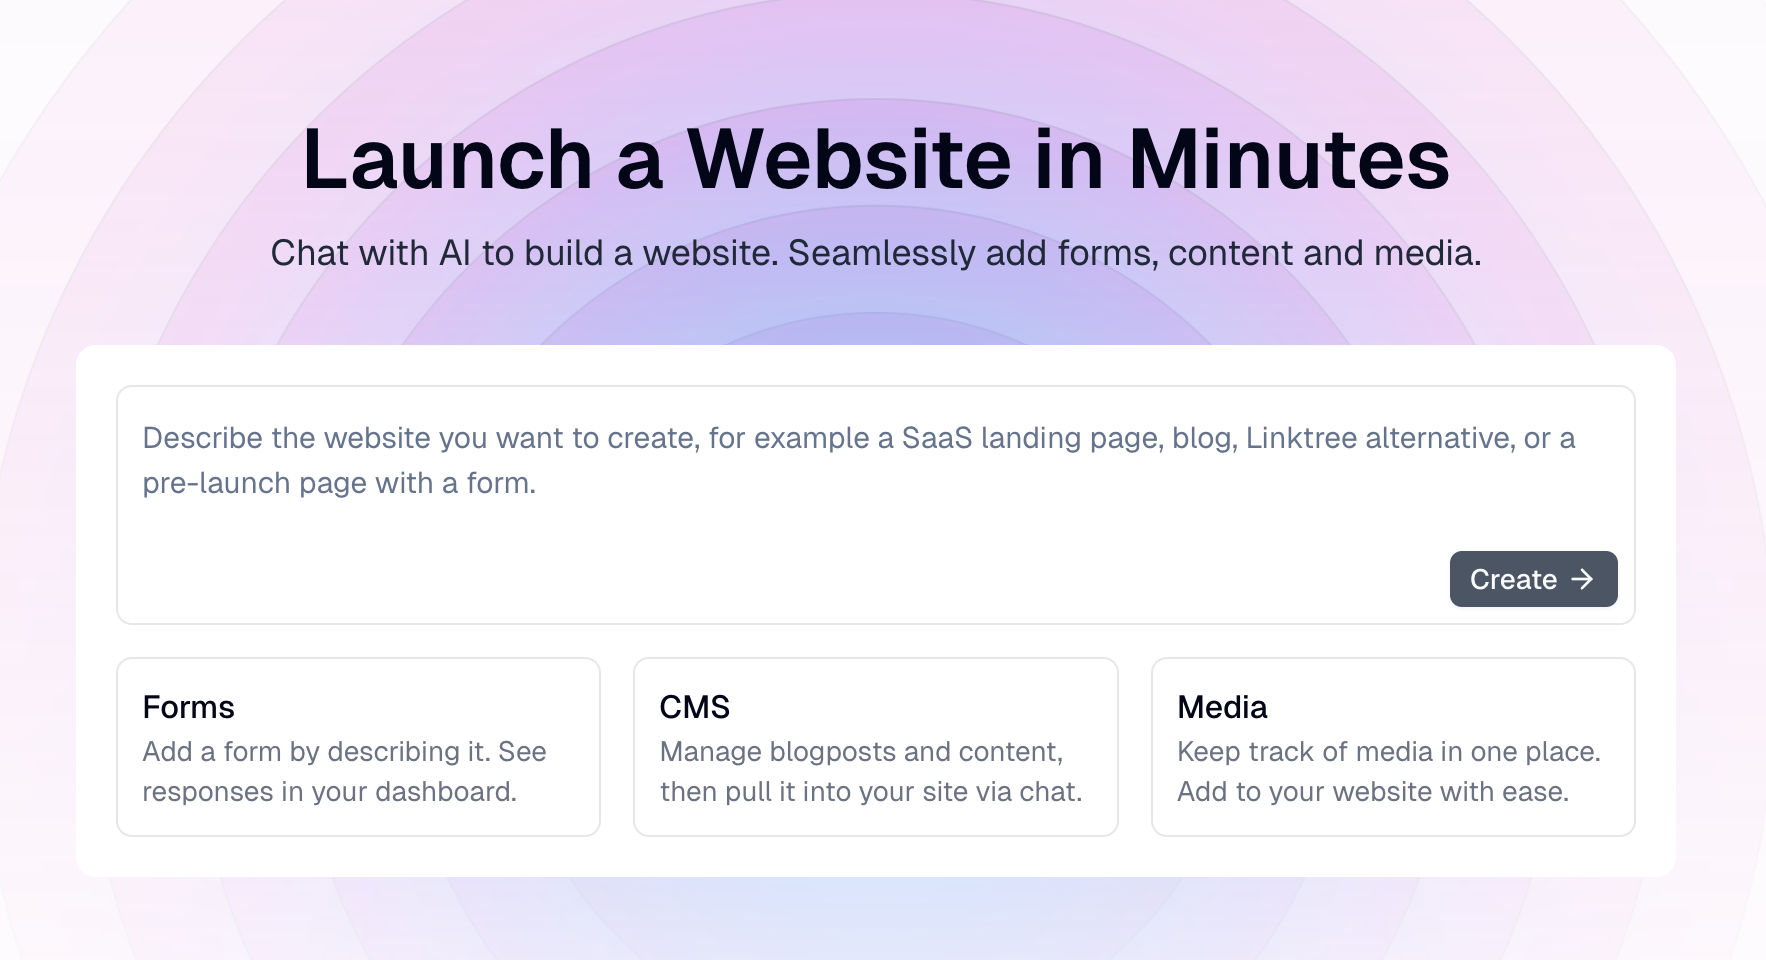 Launch a Website in Minutes
Chat with AI to build a website. Seamlessly add forms, content and media.
Describe the website you want to create, for example a SaaS landing page, blog, Linktree alternative, or a
pre-launch page with a form.
Create
Forms
Add a form by describing it. See
responses in your dashboard.
CMS
Manage blogposts and content,
then pull it into your site via chat.
Media
Keep track of media in one place.
Add to your website with ease.